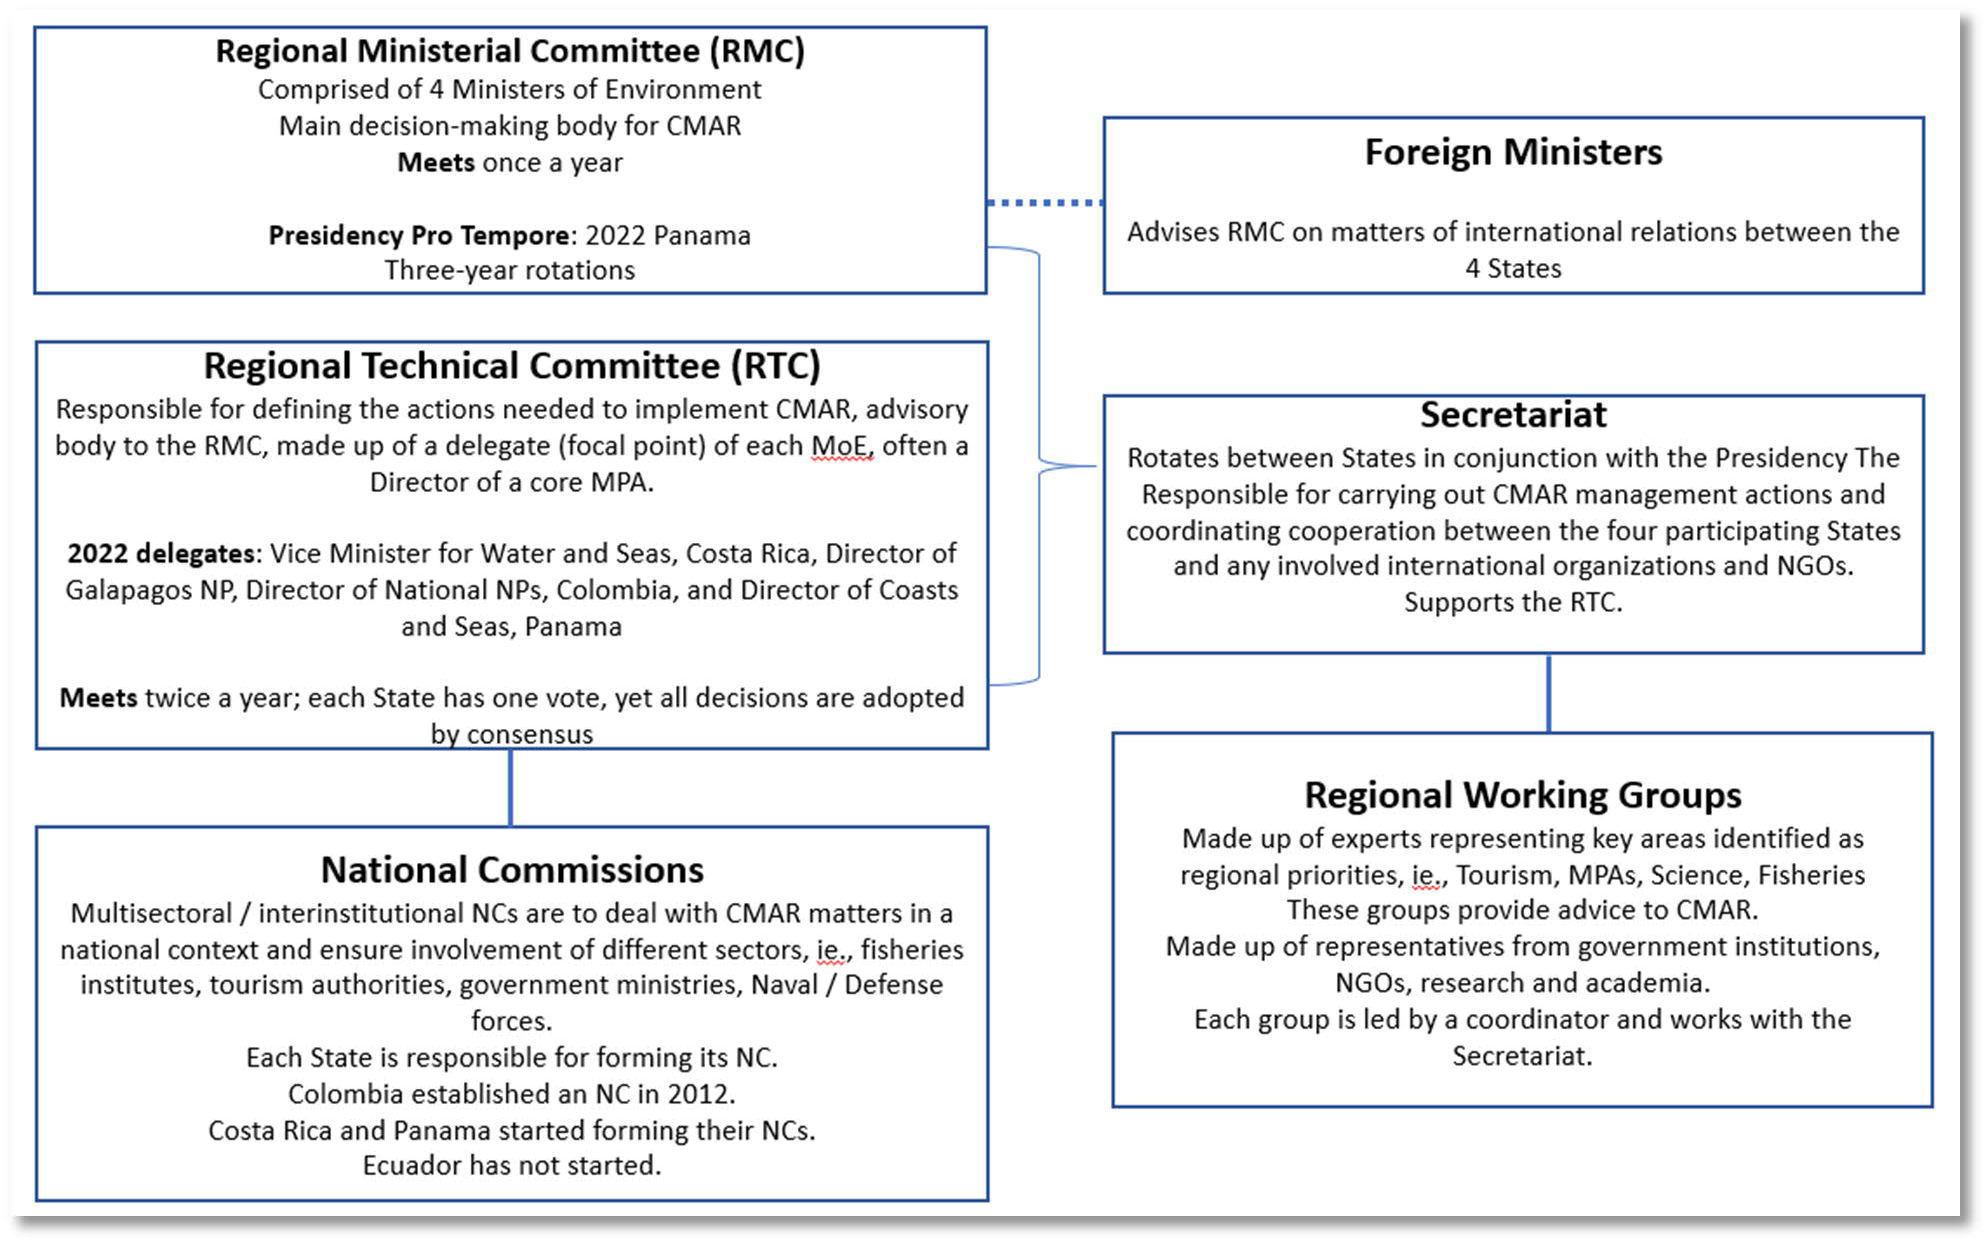 Regional Ministerial Committee (RMC)
Comprised of 4 Ministers of Environment
Main decision-making body for CMAR
Meets once a year
Presidency Pro Tempore: 2022 Panama
Three-year rotations
Foreign Ministers
Advises RMC on matters of international relations between the
4 States
Regional Technical Committee (RTC)
Responsible for defining the actions needed to implement CMAR, advisory
body to the RMC, made up of a delegate (focal point) of each MoE, often a
Director of a core MPA.
2022 delegates: Vice Minister for Water and Seas, Costa Rica, Director of
Galapagos NP, Director of National NPs, Colombia, and Director of Coasts
and Seas, Panama
Meets twice a year; each State has one vote, yet all decisions are adopted
by consensus
Secretariat
Rotates between States in conjunction with the Presidency The
Responsible for carrying out CMAR management actions and
coordinating cooperation between the four participating States
and any involved international organizations and NGOs.
Supports the RTC.
National Commissions
Multisectoral / interinstitutional NCs are to deal with CMAR matters in a
national context and ensure involvement of different sectors, ie., fisheries
institutes, tourism authorities, government ministries, Naval / Defense
forces.
Each State is responsible for forming its NC.
Colombia established an NC in 2012.
Costa Rica and Panama started forming their NCs.
Ecuador has not started.
Regional Working Groups
Made up of experts representing key areas identified as
regional priorities, ie., Tourism, MPAs, Science, Fisheries
These groups provide advice to CMAR.
Made up of representatives from government institutions,
NGOs, research and academia.
Each group is led by a coordinator and works with the
Secretariat.